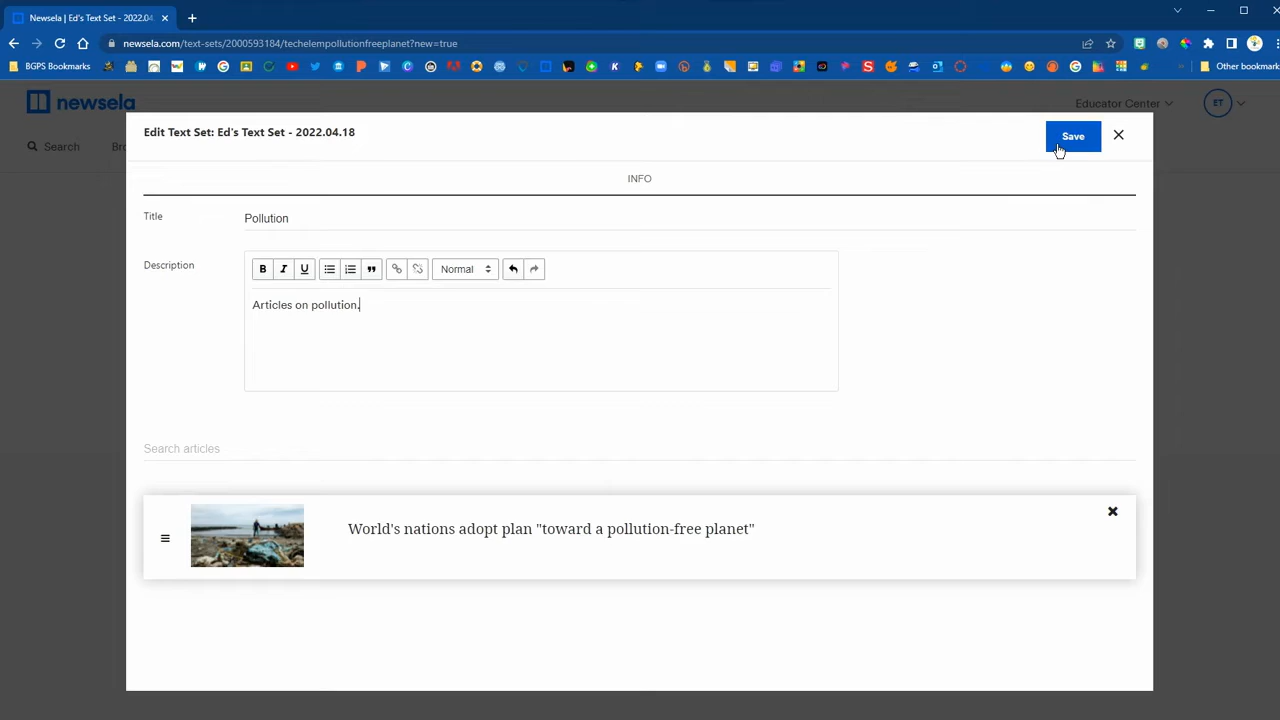 Newsela | Ed's Text Set - 2022.04
newsela.com/text-sets/2000593184/techelempollutionfreeplanet?new=true
BGPS Bookmarks
Other bookmark
newsela
Educator Center
ET
Search
Bro
Edit Text Set: Ed's Text Set - 2022.04.18
Save
INFO
Title
Pollution
Description
B I U
Normal
Articles on pollution.
Search articles
World's nations adopt plan "toward a pollution-free planet"